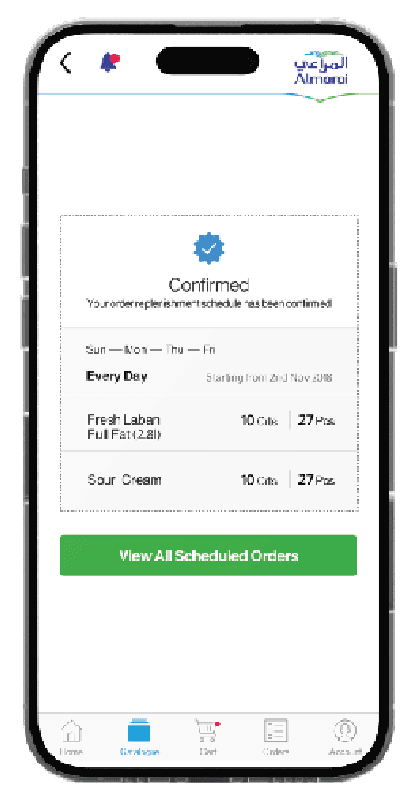 المراعي
Almarai
Confirmed
Your order replenishment schedule has been confirmed
Sun — Mon — Thu — Fri
Every Day
Starting from 2nd Nov 2018
Fresh Laban
Full Fat (2.8l)
10 Crts. 27 Pcs.
Sour Cream
10 Crts. 27 Pcs.
View All Scheduled Orders
Home
Catalogue
Cart
Orders
Account